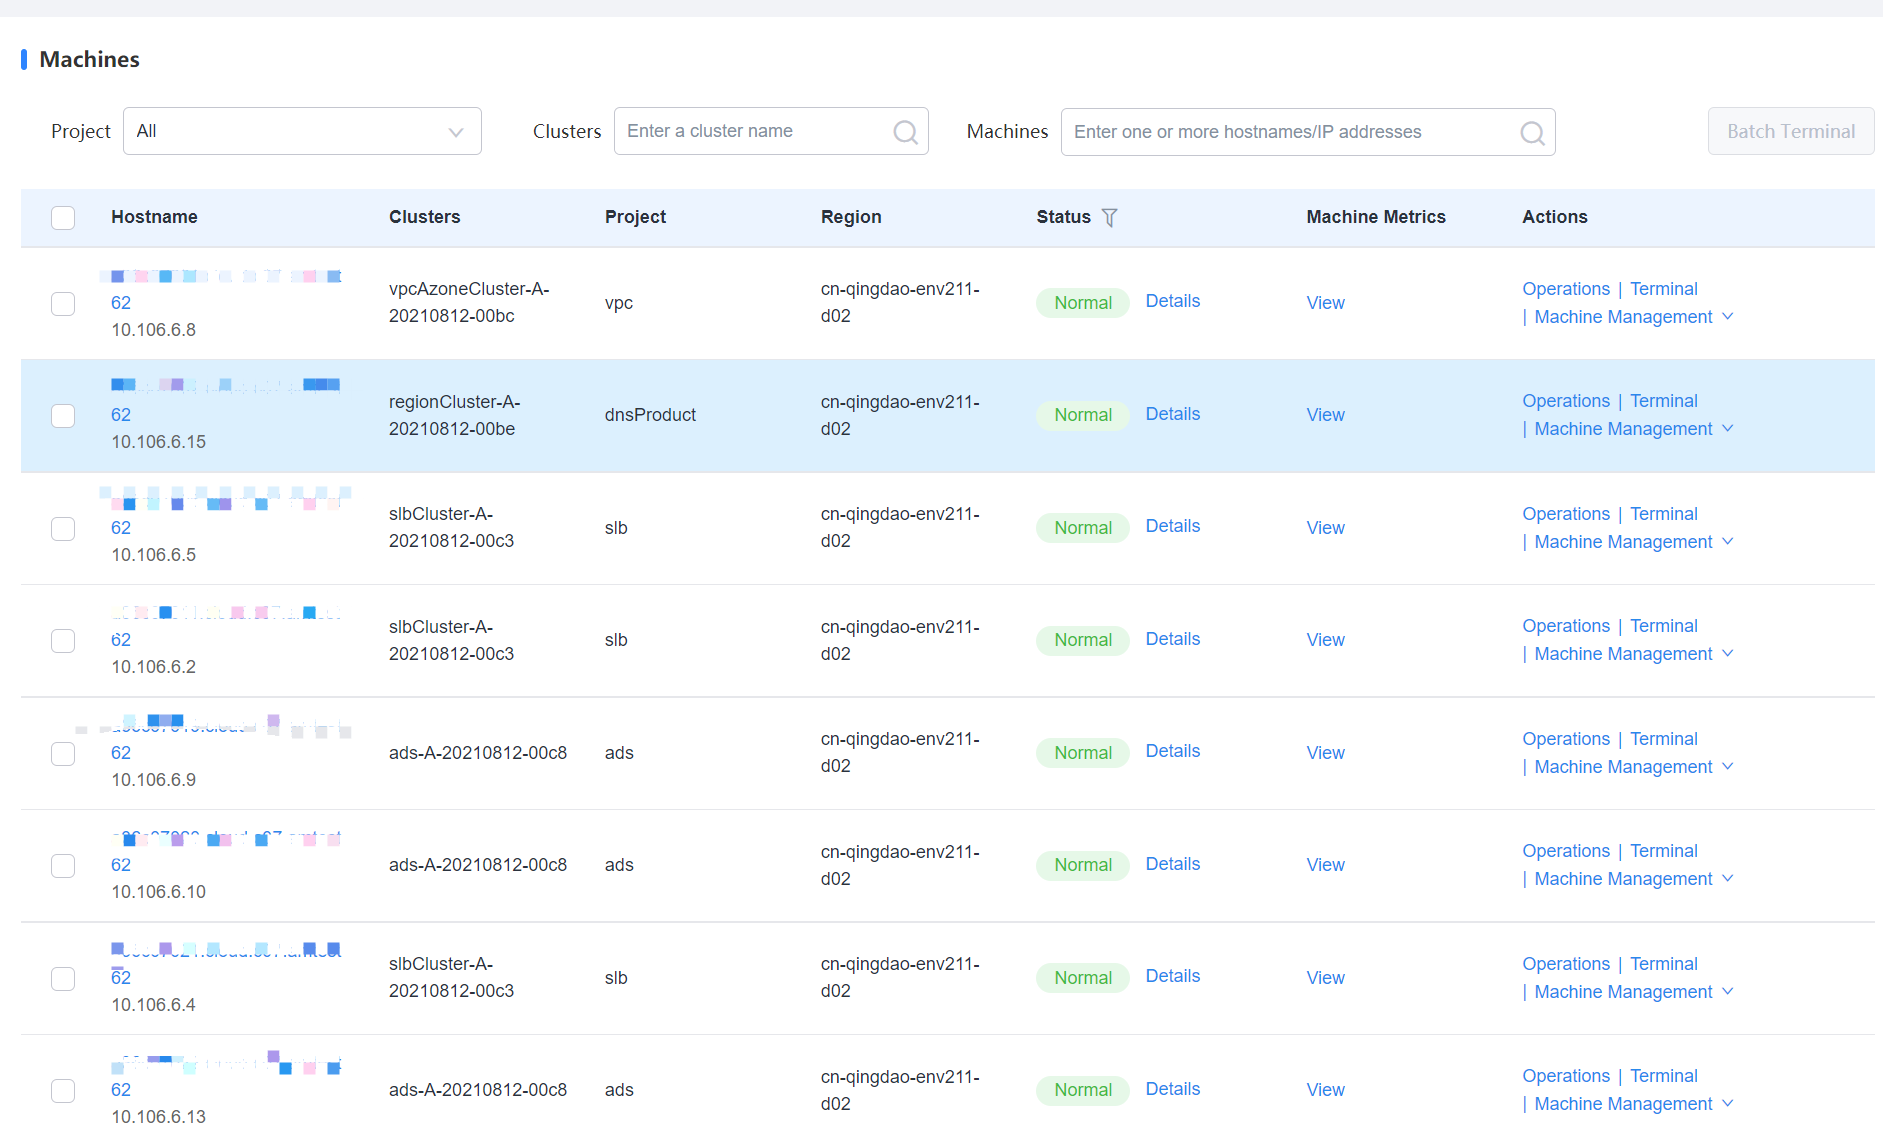 Machines
Project All Clusters Enter a cluster name Machines Enter one or more hostnames/IP addresses Batch Terminal
Hostname Clusters Project Region Status Machine Metrics Actions
62
10.106.6.8
vpcAzoneCluster-A-
20210812-00bc
vpc
cn-qingdao-env211-
d02
Normal Details
View
Operations | Terminal
| Machine Management
62
10.106.6.15
regionCluster-A-
20210812-00be
dnsProduct
cn-qingdao-env211-
d02
Normal Details
View
Operations | Terminal
| Machine Management
62
10.106.6.5
slbCluster-A-
20210812-00c3
slb
cn-qingdao-env211-
d02
Normal Details
View
Operations | Terminal
| Machine Management
62
10.106.6.2
slbCluster-A-
20210812-00c3
slb
cn-qingdao-env211-
d02
Normal Details
View
Operations | Terminal
| Machine Management
62
10.106.6.9
ads-A-20210812-00c8
ads
cn-qingdao-env211-
d02
Normal Details
View
Operations | Terminal
| Machine Management
62
10.106.6.10
ads-A-20210812-00c8
ads
cn-qingdao-env211-
d02
Normal Details
View
Operations | Terminal
| Machine Management
62
10.106.6.4
slbCluster-A-
20210812-00c3
slb
cn-qingdao-env211-
d02
Normal Details
View
Operations | Terminal
| Machine Management
62
10.106.6.13
ads-A-20210812-00c8
ads
cn-qingdao-env211-
d02
Normal Details
View
Operations | Terminal
| Machine Management